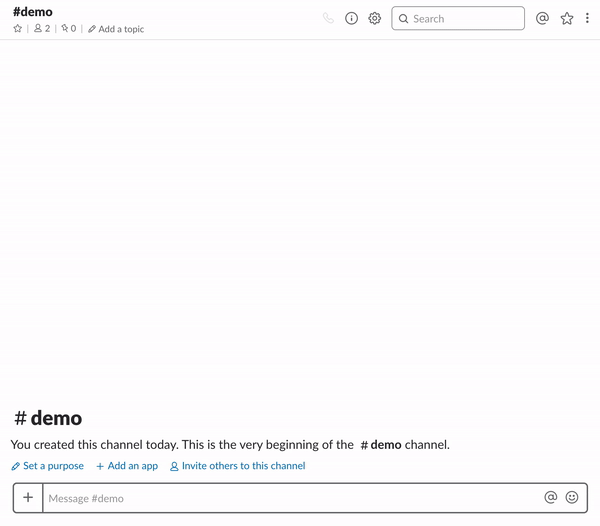 #demo
2 | 0 | Add a topic
Search
# demo
You created this channel today. This is the very beginning of the # demo channel.
Set a purpose + Add an app Invite others to this channel
+ Message #demo @